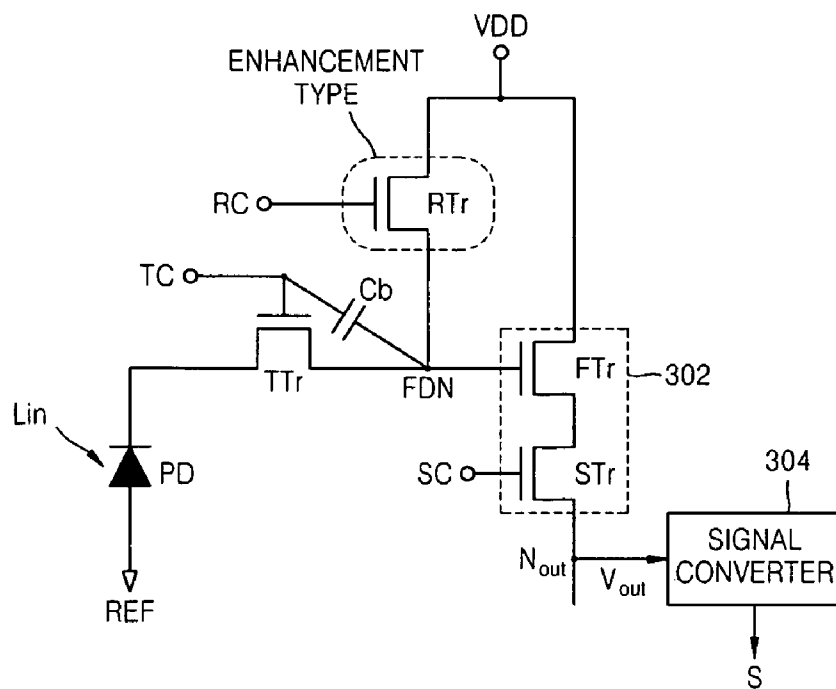 VDD
ENHANCEMENT
TYPE
RC
RTr
TC
Cb
TTr
FDN
FTr
302
Lin
PD
SC
STr
304
Nout
Vout
SIGNAL
CONVERTER
REF
S